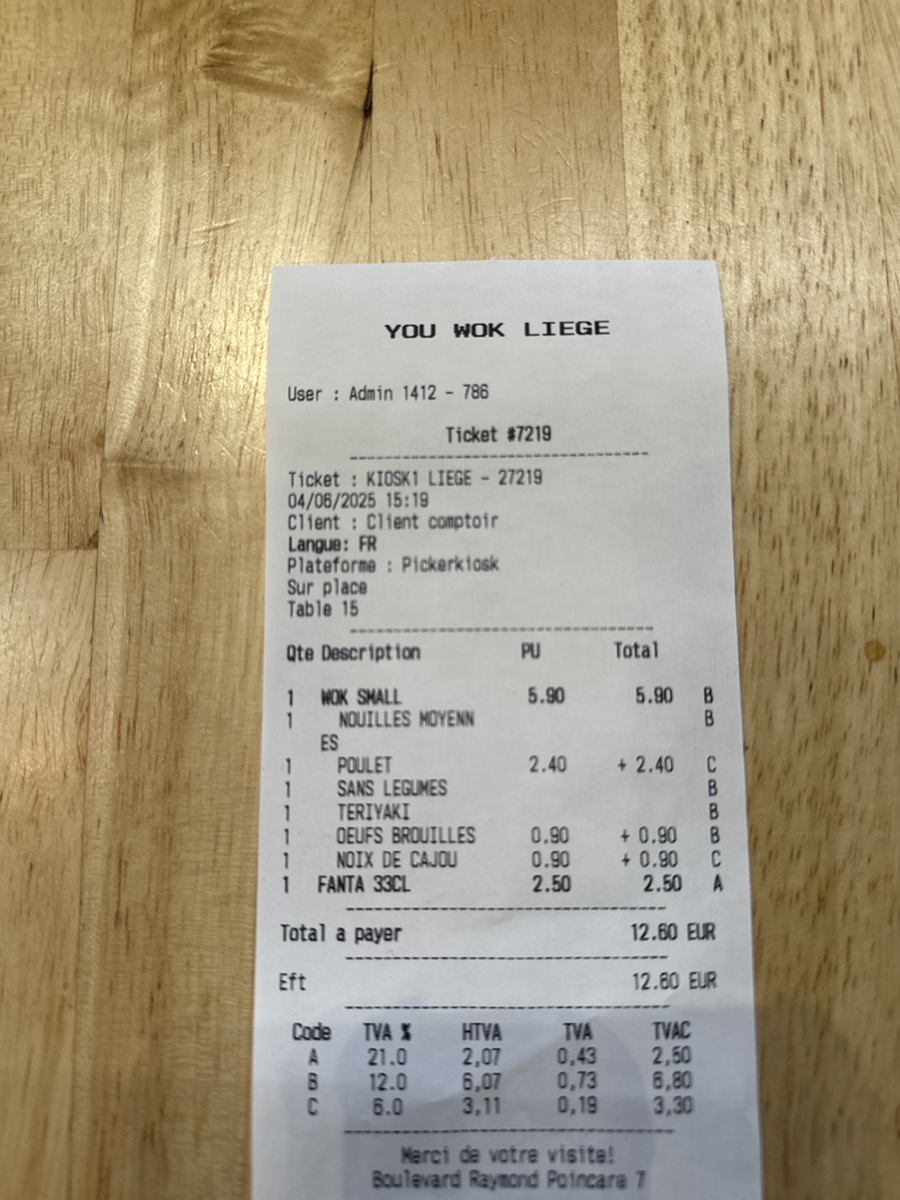 YOU WOK LIEGE
User : Admin 1412 - 786
Ticket #7219
Ticket : KIOSK1 LIEGE - 27219
04/06/2025 15:19
Client : Client comptoir
Langue: FR
Plateforme : Pickerkiosk
Sur place
Table 15
Qte Description PU Total
1 WOK SMALL 5.90 5.90 B
1 NOUILLES MOYENN B
ES
1 POULET 2.40 + 2.40 C
1 SANS LEGUMES B
1 TERIYAKI B
1 OEUFS BROUILLES 0.90 + 0.90 B
1 NOIX DE CAJOU 0.90 + 0.90 C
1 FANTA 33CL 2.50 2.50 A
Total a payer 12.60 EUR
Eft 12.60 EUR
Code TVA % HTVA TVA TVAC
A 21.0 2,07 0,43 2,50
B 12.0 6,07 0,73 6,80
C 6.0 3,11 0,19 3,30
Merci de votre visite!
Boulevard Raymond Poincare 7